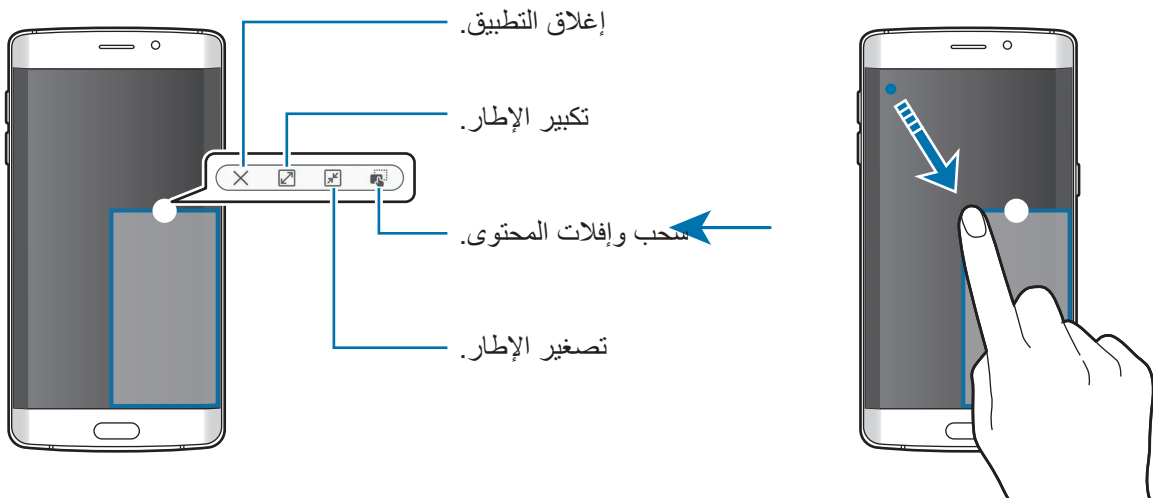 إغلاق التطبيق.
تكبير الإطار.
سحب وإفلات المحتوى.
تصغير الإطار.